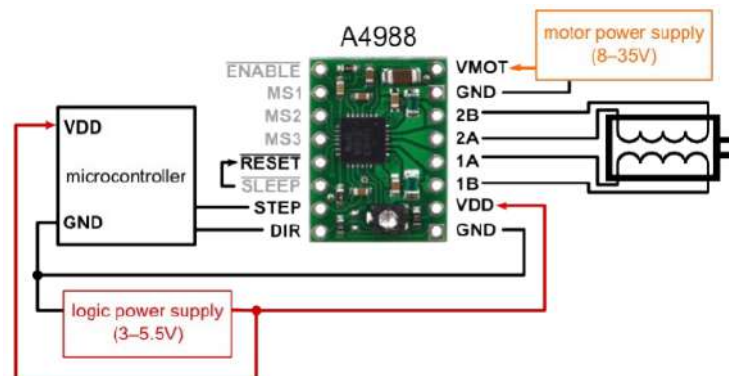 A4988
ENABLE
MS1
MS2
MS3
RESET
SLEEP
STEP
DIR
VMOT
GND
2B
2A
1A
1B
VDD
GND
motor power supply
(8–35V)
VDD
microcontroller
GND
logic power supply
(3–5.5V)